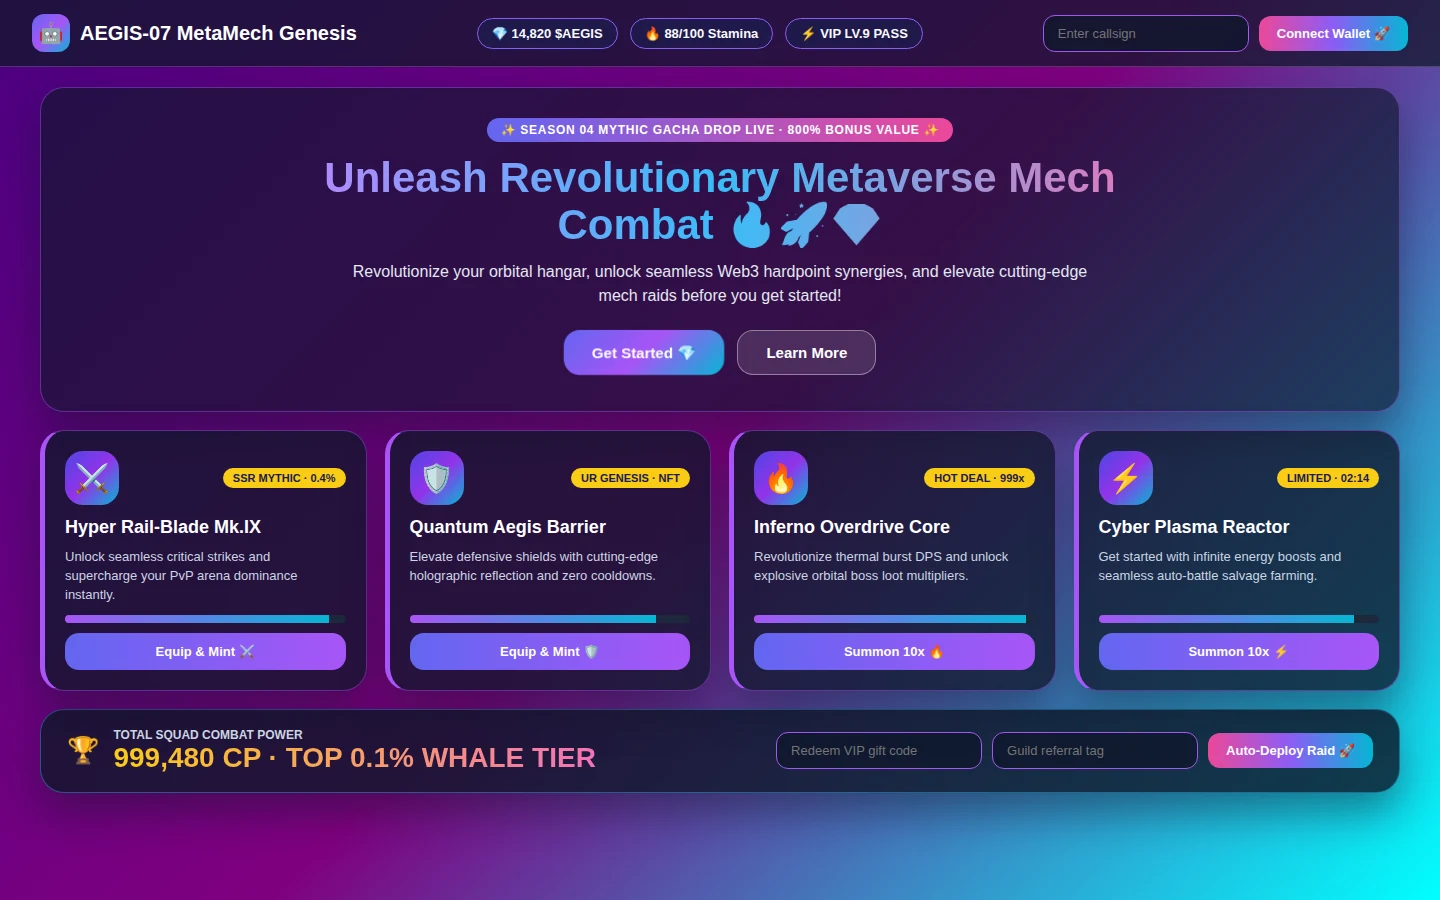 🤖 AEGIS-07 MetaMech Genesis
💎 14,820 $AEGIS
🔥 88/100 Stamina
⚡ VIP LV.9 PASS
Enter callsign
Connect Wallet 🚀
✨ SEASON 04 MYTHIC GACHA DROP LIVE · 800% BONUS VALUE ✨
Unleash Revolutionary Metaverse Mech
Combat 🔥🚀💎
Revolutionize your orbital hangar, unlock seamless Web3 hardpoint synergies, and elevate cutting-edge
mech raids before you get started!
Get Started 💎
Learn More
⚔️
SSR MYTHIC · 0.4%
Hyper Rail-Blade Mk.IX
Unlock seamless critical strikes and
supercharge your PvP arena dominance
instantly.
Equip & Mint ⚔️
🛡️
UR GENESIS · NFT
Quantum Aegis Barrier
Elevate defensive shields with cutting-edge
holographic reflection and zero cooldowns.
Equip & Mint 🛡️
🔥
HOT DEAL · 999x
Inferno Overdrive Core
Revolutionize thermal burst DPS and unlock
explosive orbital boss loot multipliers.
Summon 10x 🔥
⚡
LIMITED · 02:14
Cyber Plasma Reactor
Get started with infinite energy boosts and
seamless auto-battle salvage farming.
Summon 10x ⚡
🏆
TOTAL SQUAD COMBAT POWER
999,480 CP · TOP 0.1% WHALE TIER
Redeem VIP gift code
Guild referral tag
Auto-Deploy Raid 🚀